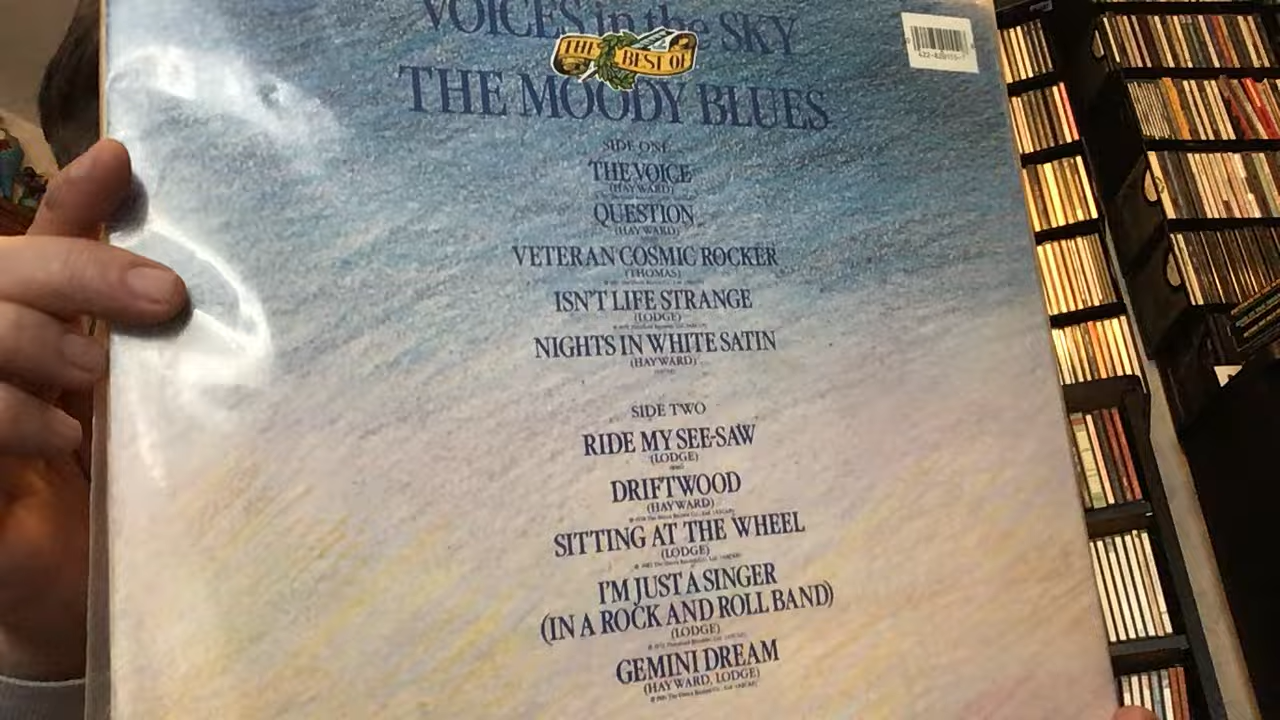 VOICES in the SKY
THE BEST OF
THE MOODY BLUES
SIDE ONE
THE VOICE
(HAYWARD)
QUESTION
(HAYWARD)
VETERAN COSMIC ROCKER
(THOMAS)
ISN'T LIFE STRANGE
(LODGE)
NIGHTS IN WHITE SATIN
(HAYWARD)
SIDE TWO
RIDE MY SEE-SAW
(LODGE)
DRIFTWOOD
(HAYWARD)
SITTING AT THE WHEEL
(LODGE)
I'M JUST A SINGER
(IN A ROCK AND ROLL BAND)
(LODGE)
GEMINI DREAM
(HAYWARD, LODGE)